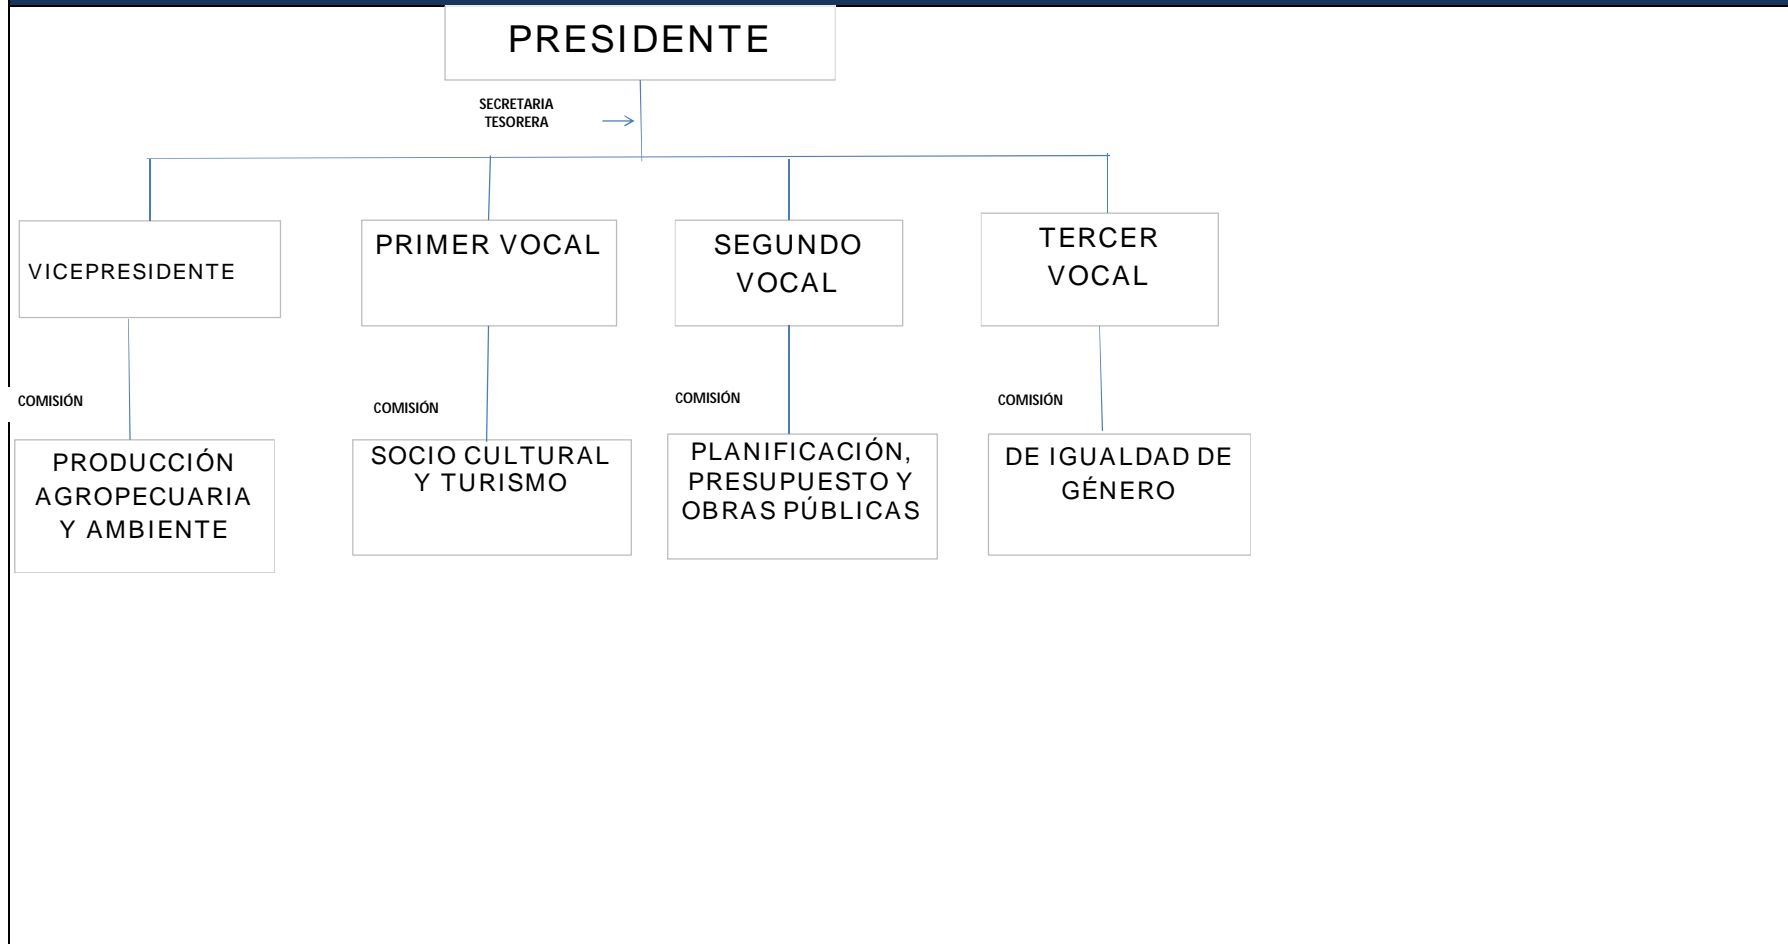 PRESIDENTE
SECRETARIA
TESORERA
VICEPRESIDENTE
PRIMER VOCAL
SEGUNDO
VOCAL
TERCER
VOCAL
COMISIÓN
COMISIÓN
COMISIÓN
COMISIÓN
PRODUCCIÓN
AGROPECUARIA
Y AMBIENTE
SOCIO CULTURAL
Y TURISMO
PLANIFICACIÓN,
PRESUPUESTO Y
OBRAS PÚBLICAS
DE IGUALDAD DE
GÉNERO